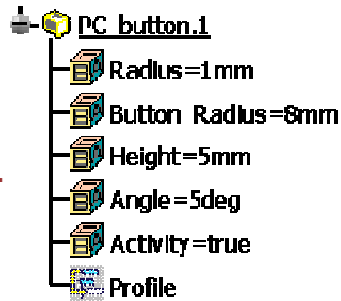 PC button.1
Radius=1mm
Button Radius=8mm
Height=5mm
Angle=5deg
Activity=true
Profile